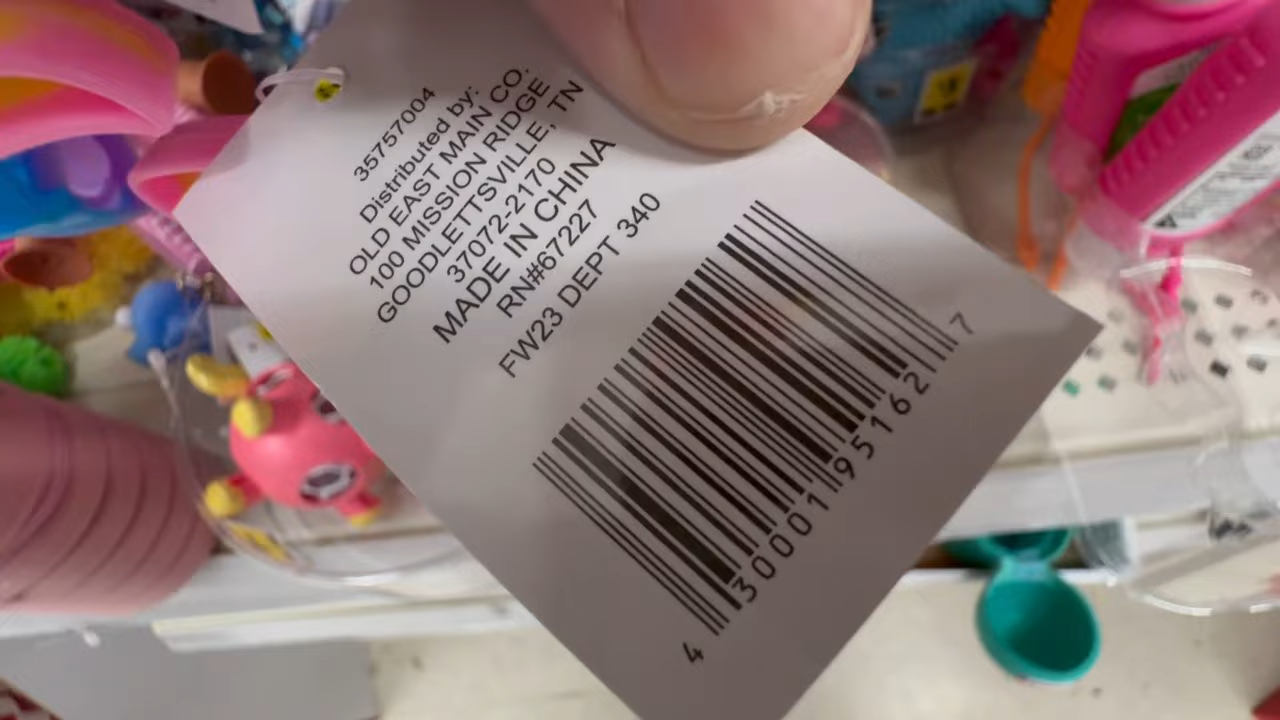 35757004
Distributed by:
OLD EAST MAIN CO.
100 MISSION RIDGE
GOODLETTSVILLE, TN
37072-2170
MADE IN CHINA
RN#67227
FW23 DEPT 340
4 30001 95162 7